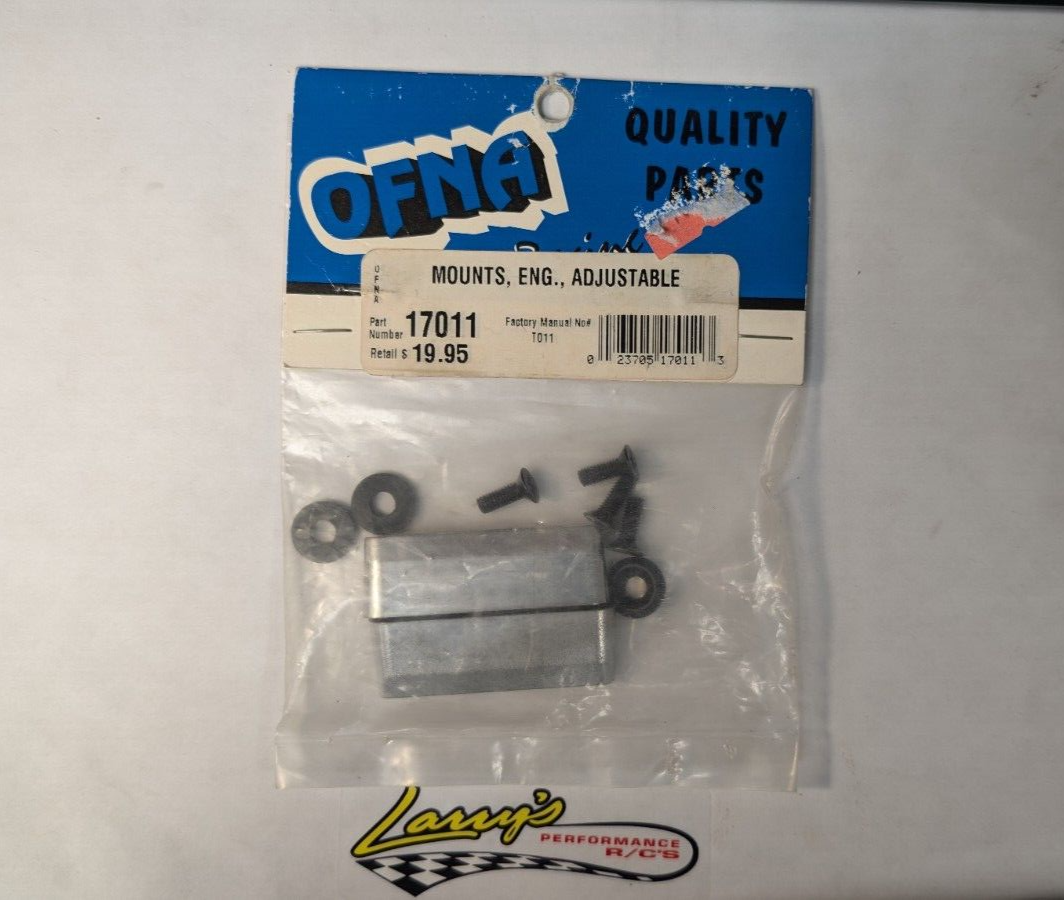 OFNA
QUALITY
PARTS
Racing
OFNA
MOUNTS, ENG., ADJUSTABLE
Part
Number 17011
Factory Manual No#
T011
Retail $ 19.95
0 23705 17011 3
Larry's
PERFORMANCE
R/C'S